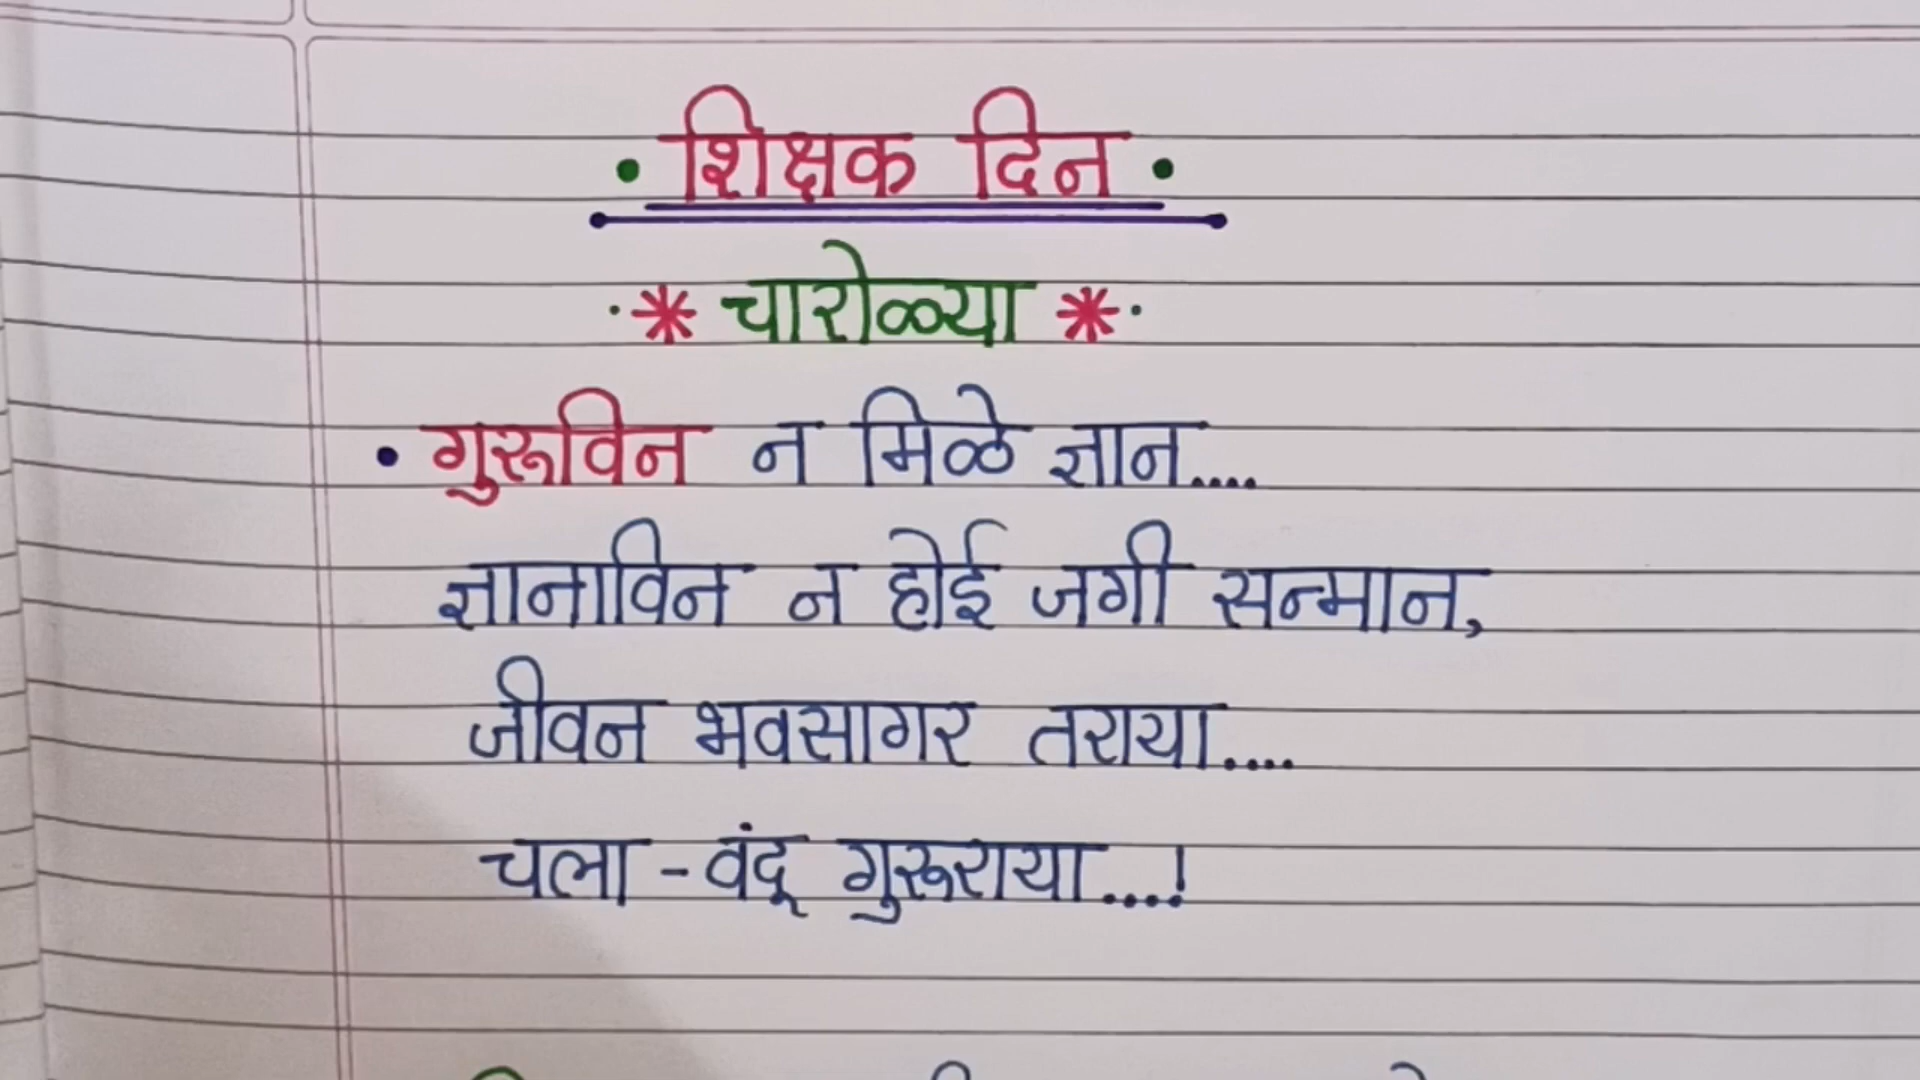 • शिक्षक दिन •
* चारोळ्या *
• गुरूविन न मिळे ज्ञान....
ज्ञानाविन न होई जगी सन्मान,
जीवन भवसागर तराया....
चला - वंदू गुरूराया....!